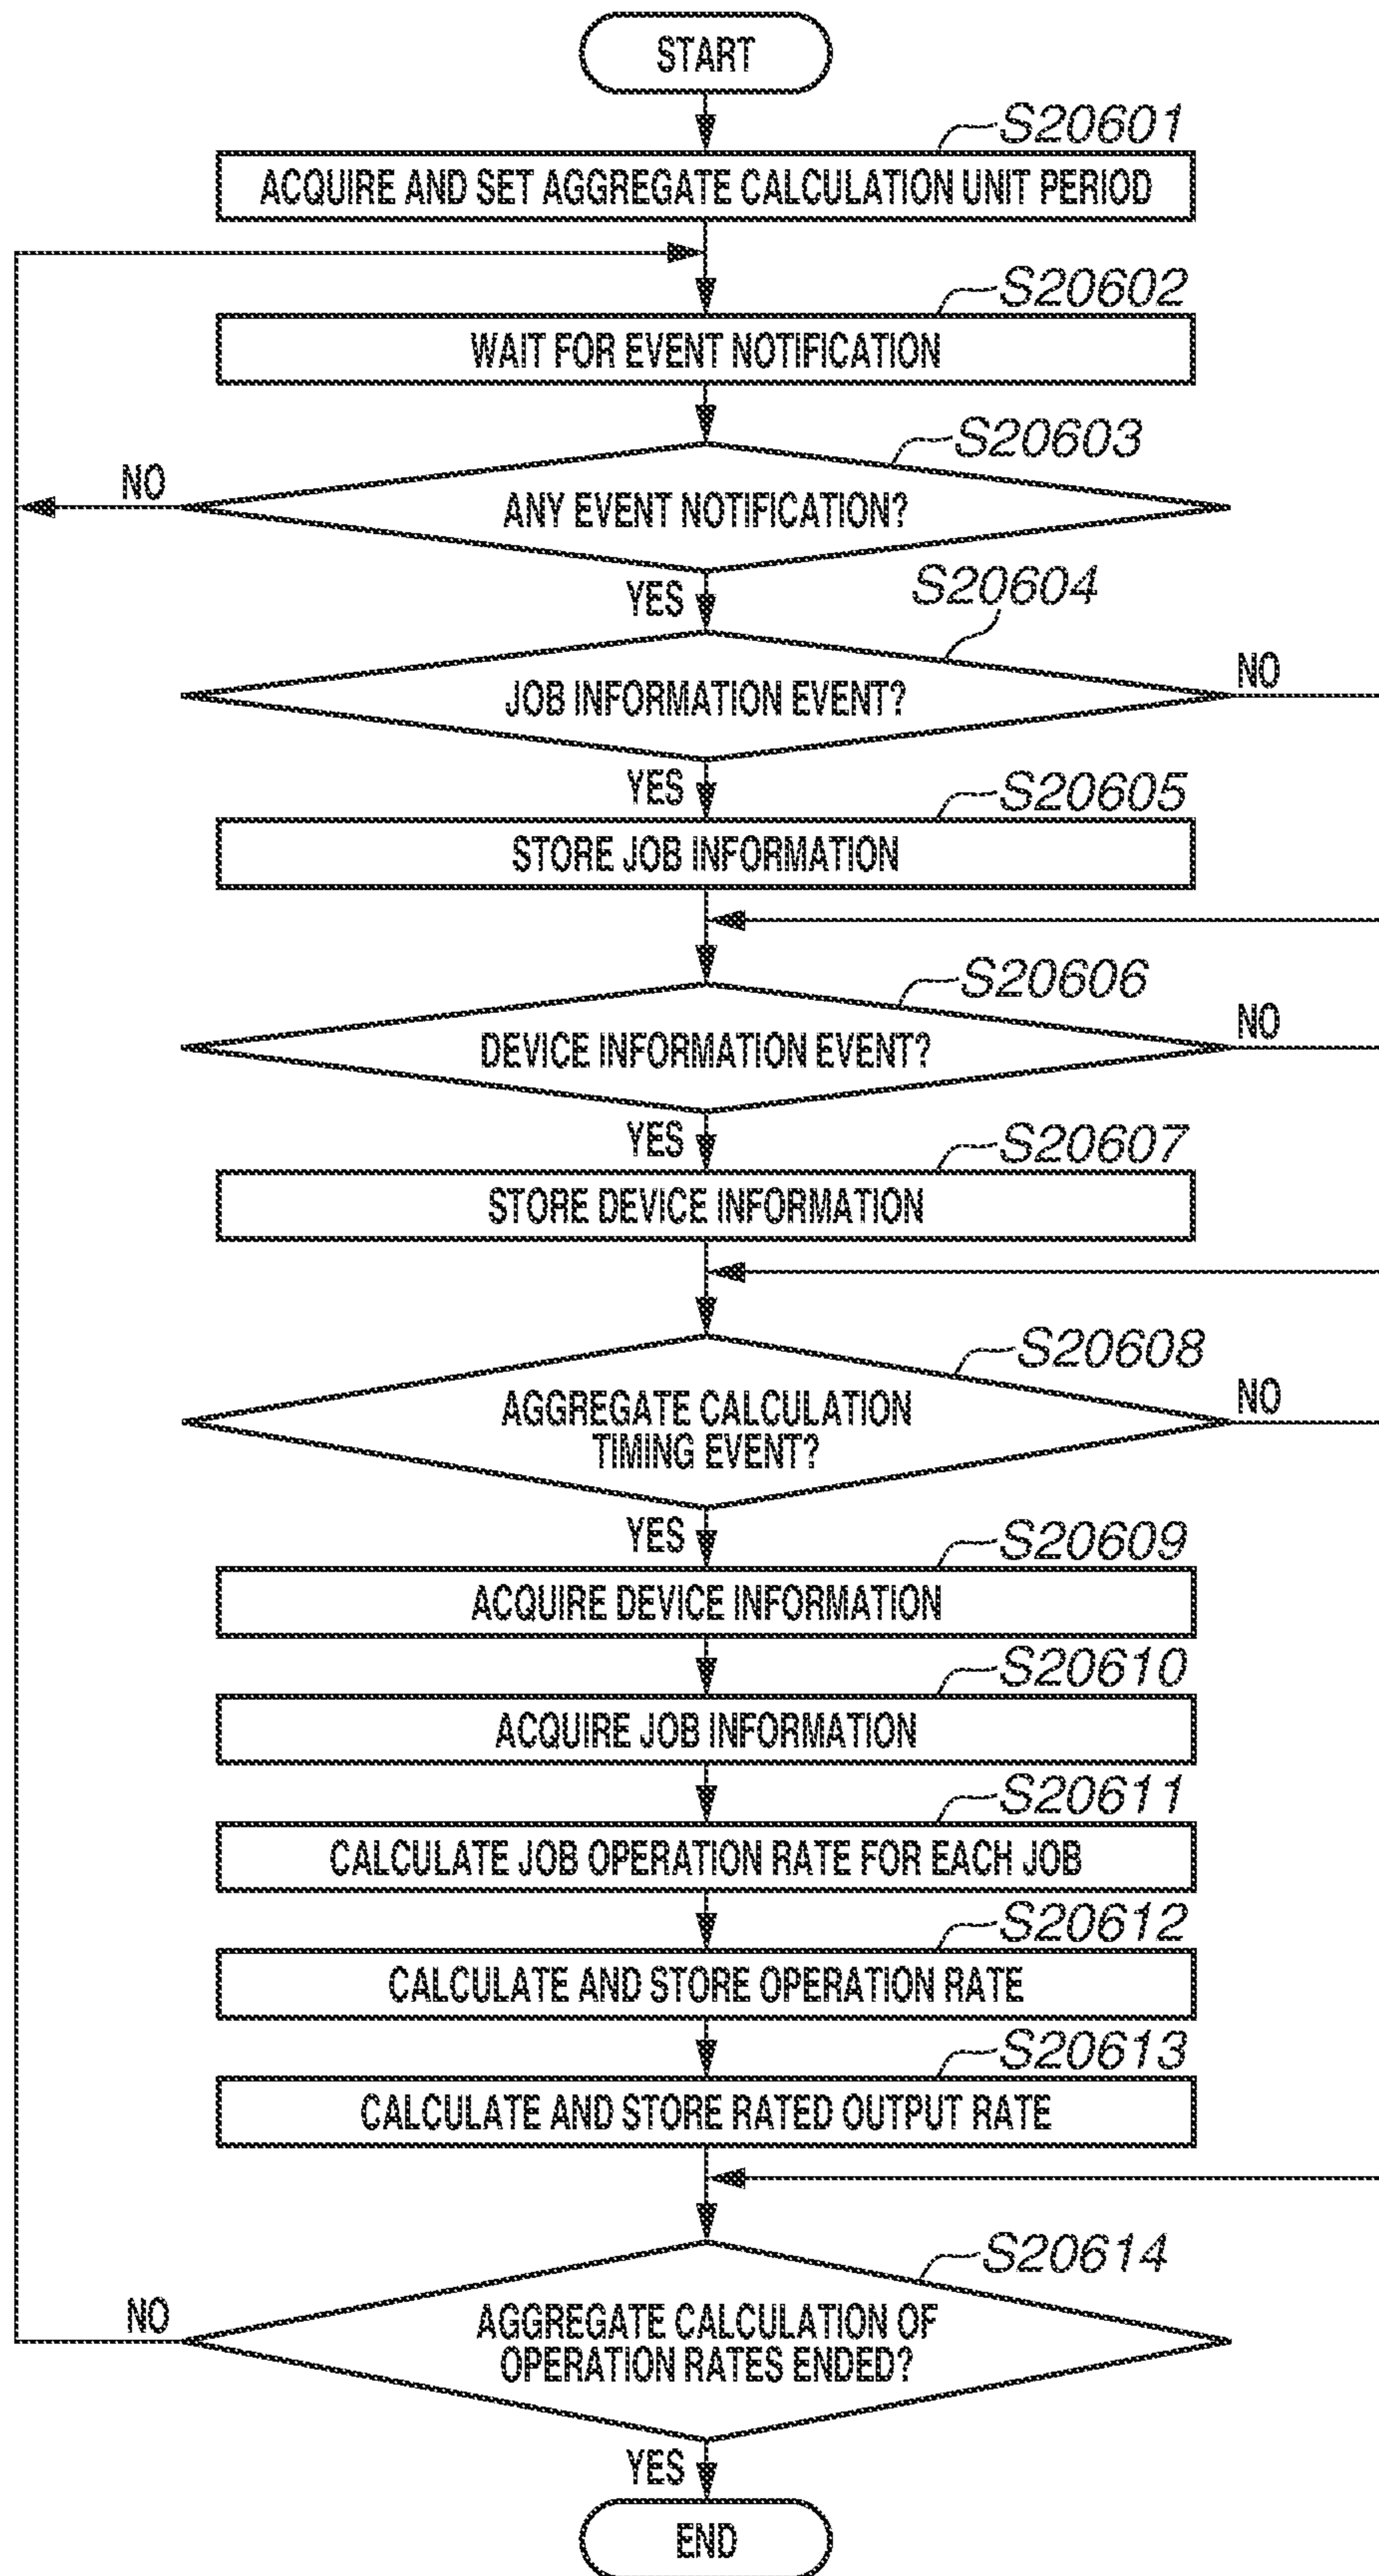 START
S20601
ACQUIRE AND SET AGGREGATE CALCULATION UNIT PERIOD
S20602
WAIT FOR EVENT NOTIFICATION
S20603
NO
ANY EVENT NOTIFICATION?
YES
S20604
NO
JOB INFORMATION EVENT?
YES
S20605
STORE JOB INFORMATION
S20606
NO
DEVICE INFORMATION EVENT?
YES
S20607
STORE DEVICE INFORMATION
S20608
NO
AGGREGATE CALCULATION
TIMING EVENT?
YES
S20609
ACQUIRE DEVICE INFORMATION
S20610
ACQUIRE JOB INFORMATION
S20611
CALCULATE JOB OPERATION RATE FOR EACH JOB
S20612
CALCULATE AND STORE OPERATION RATE
S20613
CALCULATE AND STORE RATED OUTPUT RATE
S20614
NO
AGGREGATE CALCULATION OF
OPERATION RATES ENDED?
YES
END